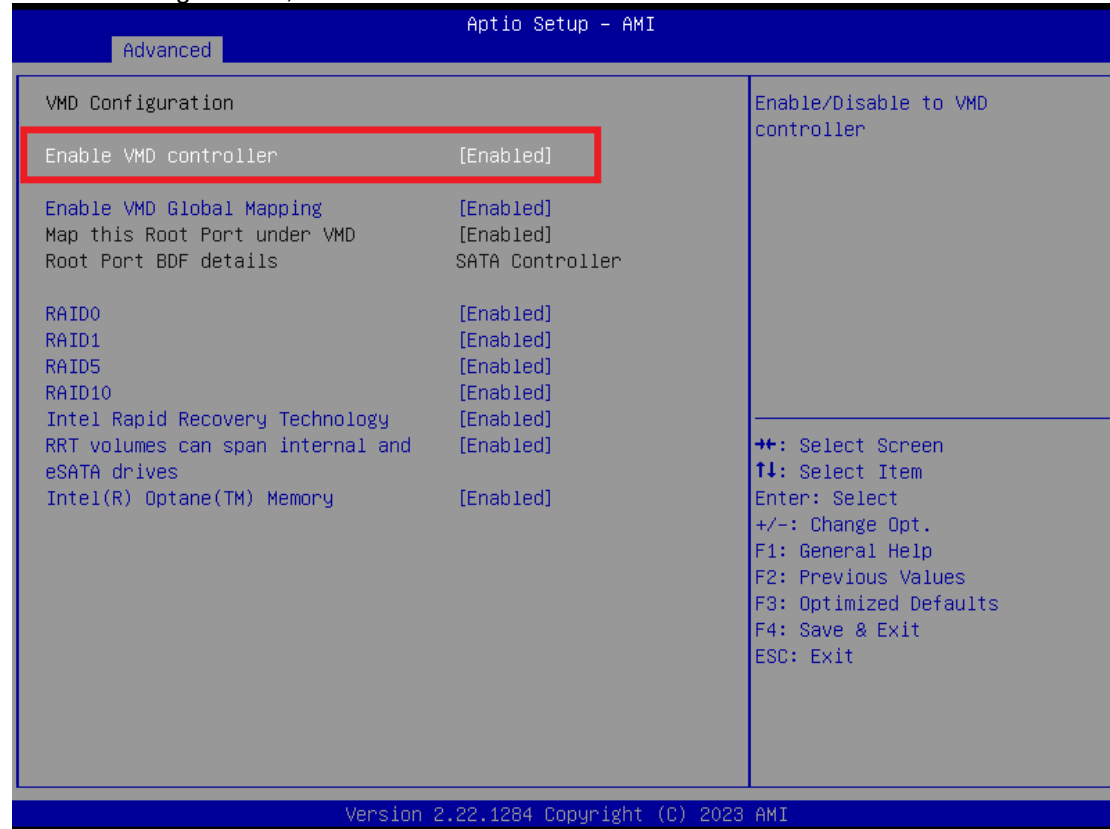 Aptio Setup – AMI
Advanced
VMD Configuration
Enable VMD controller [Enabled]
Enable VMD Global Mapping [Enabled]
Map this Root Port under VMD [Enabled]
Root Port BDF details SATA Controller
RAID0 [Enabled]
RAID1 [Enabled]
RAID5 [Enabled]
RAID10 [Enabled]
Intel Rapid Recovery Technology [Enabled]
RRT volumes can span internal and [Enabled]
eSATA drives
Intel(R) Optane(TM) Memory [Enabled]
Enable/Disable to VMD
controller
→←: Select Screen
↑↓: Select Item
Enter: Select
+/-: Change Opt.
F1: General Help
F2: Previous Values
F3: Optimized Defaults
F4: Save & Exit
ESC: Exit
Version 2.22.1284 Copyright (C) 2023 AMI